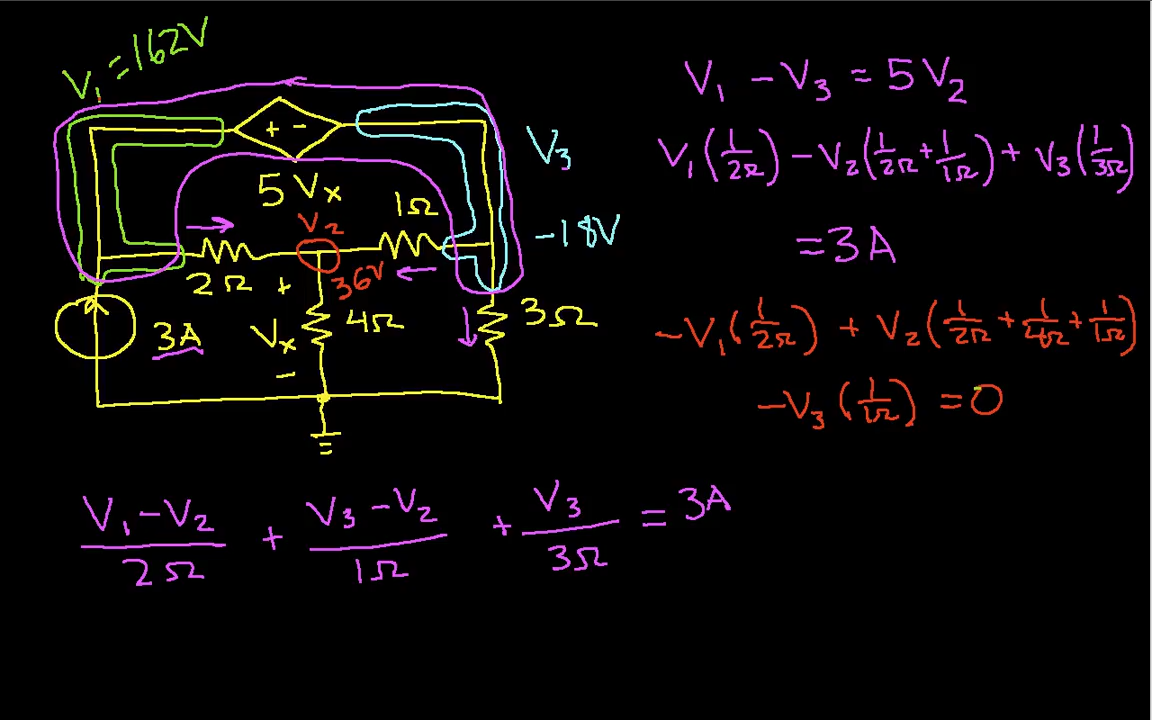 V₁ = 162V
V₁ - V₃ = 5V₂
+ -
V₃
V₁(1/2Ω) - V₂(1/2Ω + 1/1Ω) + V₃(1/3Ω)
5 Vₓ
1Ω
V₂
-18V
= 3A
2Ω
+
36V
3A
Vₓ
4Ω
3Ω
-V₁(1/2Ω) + V₂(1/2Ω + 1/4Ω + 1/1Ω)
-
-V₃(1/1Ω) = 0
(V₁ - V₂)/2Ω + (V₃ - V₂)/1Ω + V₃/3Ω = 3A